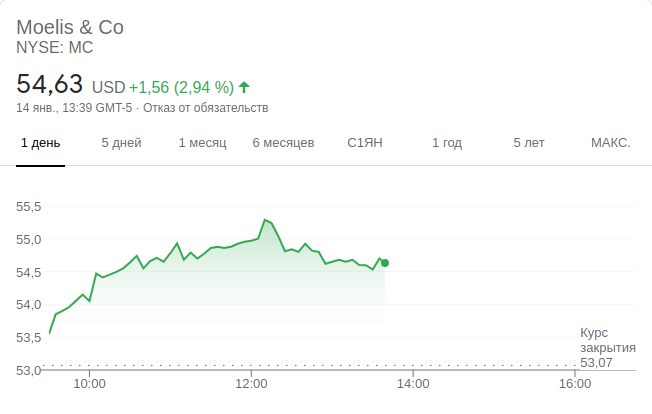 Moelis & Co
NYSE: MC
54,63 USD +1,56 (2,94 %)
14 янв., 13:39 GMT-5 · Отказ от обязательств
1 день 5 дней 1 месяц 6 месяцев С1ЯН 1 год 5 лет МАКС.
55,5
55,0
54,5
54,0
53,5
53,0
Курс
закрытия
53,07
10:00 12:00 14:00 16:00